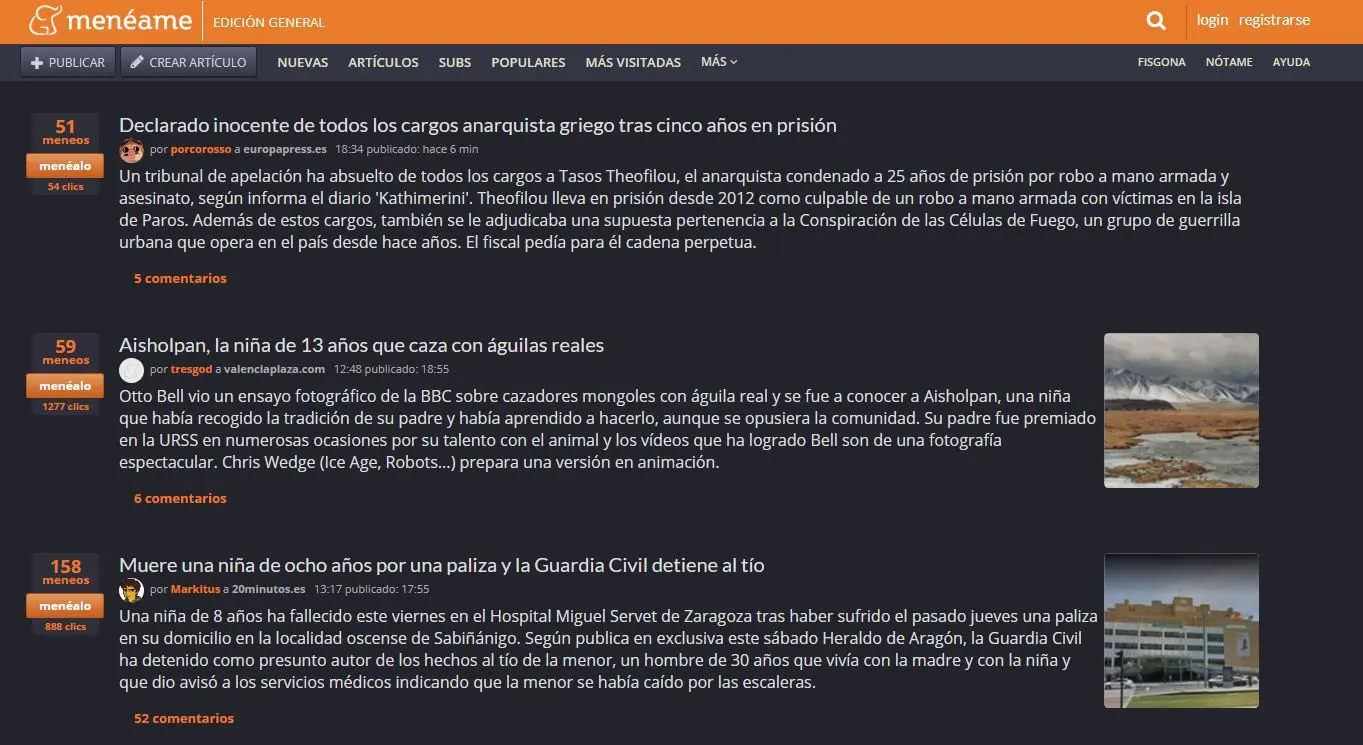 menéame EDICIÓN GENERAL login registrarse
PUBLICAR CREAR ARTÍCULO NUEVAS ARTÍCULOS SUBS POPULARES MÁS VISITADAS MÁS FISGONA NÓTAME AYUDA
51
meneos
menéalo
54 clics
Declarado inocente de todos los cargos anarquista griego tras cinco años en prisión
por porcorosso a europapress.es 18:34 publicado: hace 6 min
Un tribunal de apelación ha absuelto de todos los cargos a Tasos Theofilou, el anarquista condenado a 25 años de prisión por robo a mano armada y
asesinato, según informa el diario 'Kathimerini'. Theofilou lleva en prisión desde 2012 como culpable de un robo a mano armada con víctimas en la isla
de Paros. Además de estos cargos, también se le adjudicaba una supuesta pertenencia a la Conspiración de las Células de Fuego, un grupo de guerrilla
urbana que opera en el país desde hace años. El fiscal pedía para él cadena perpetua.
5 comentarios
59
meneos
menéalo
1277 clics
Aisholpan, la niña de 13 años que caza con águilas reales
por tresgod a valenciaplaza.com 12:48 publicado: 18:55
Otto Bell vio un ensayo fotográfico de la BBC sobre cazadores mongoles con águila real y se fue a conocer a Aisholpan, una niña
que había recogido la tradición de su padre y había aprendido a hacerlo, aunque se opusiera la comunidad. Su padre fue premiado
en la URSS en numerosas ocasiones por su talento con el animal y los vídeos que ha logrado Bell son de una fotografía
espectacular. Chris Wedge (Ice Age, Robots...) prepara una versión en animación.
6 comentarios
158
meneos
menéalo
888 clics
Muere una niña de ocho años por una paliza y la Guardia Civil detiene al tío
por Markitus a 20minutos.es 13:17 publicado: 17:55
Una niña de 8 años ha fallecido este viernes en el Hospital Miguel Servet de Zaragoza tras haber sufrido el pasado jueves una paliza
en su domicilio en la localidad oscense de Sabiñánigo. Según publica en exclusiva este sábado Heraldo de Aragón, la Guardia Civil
ha detenido como presunto autor de los hechos al tío de la menor, un hombre de 30 años que vivía con la madre y con la niña y
que dio avisó a los servicios médicos indicando que la menor se había caído por las escaleras.
52 comentarios